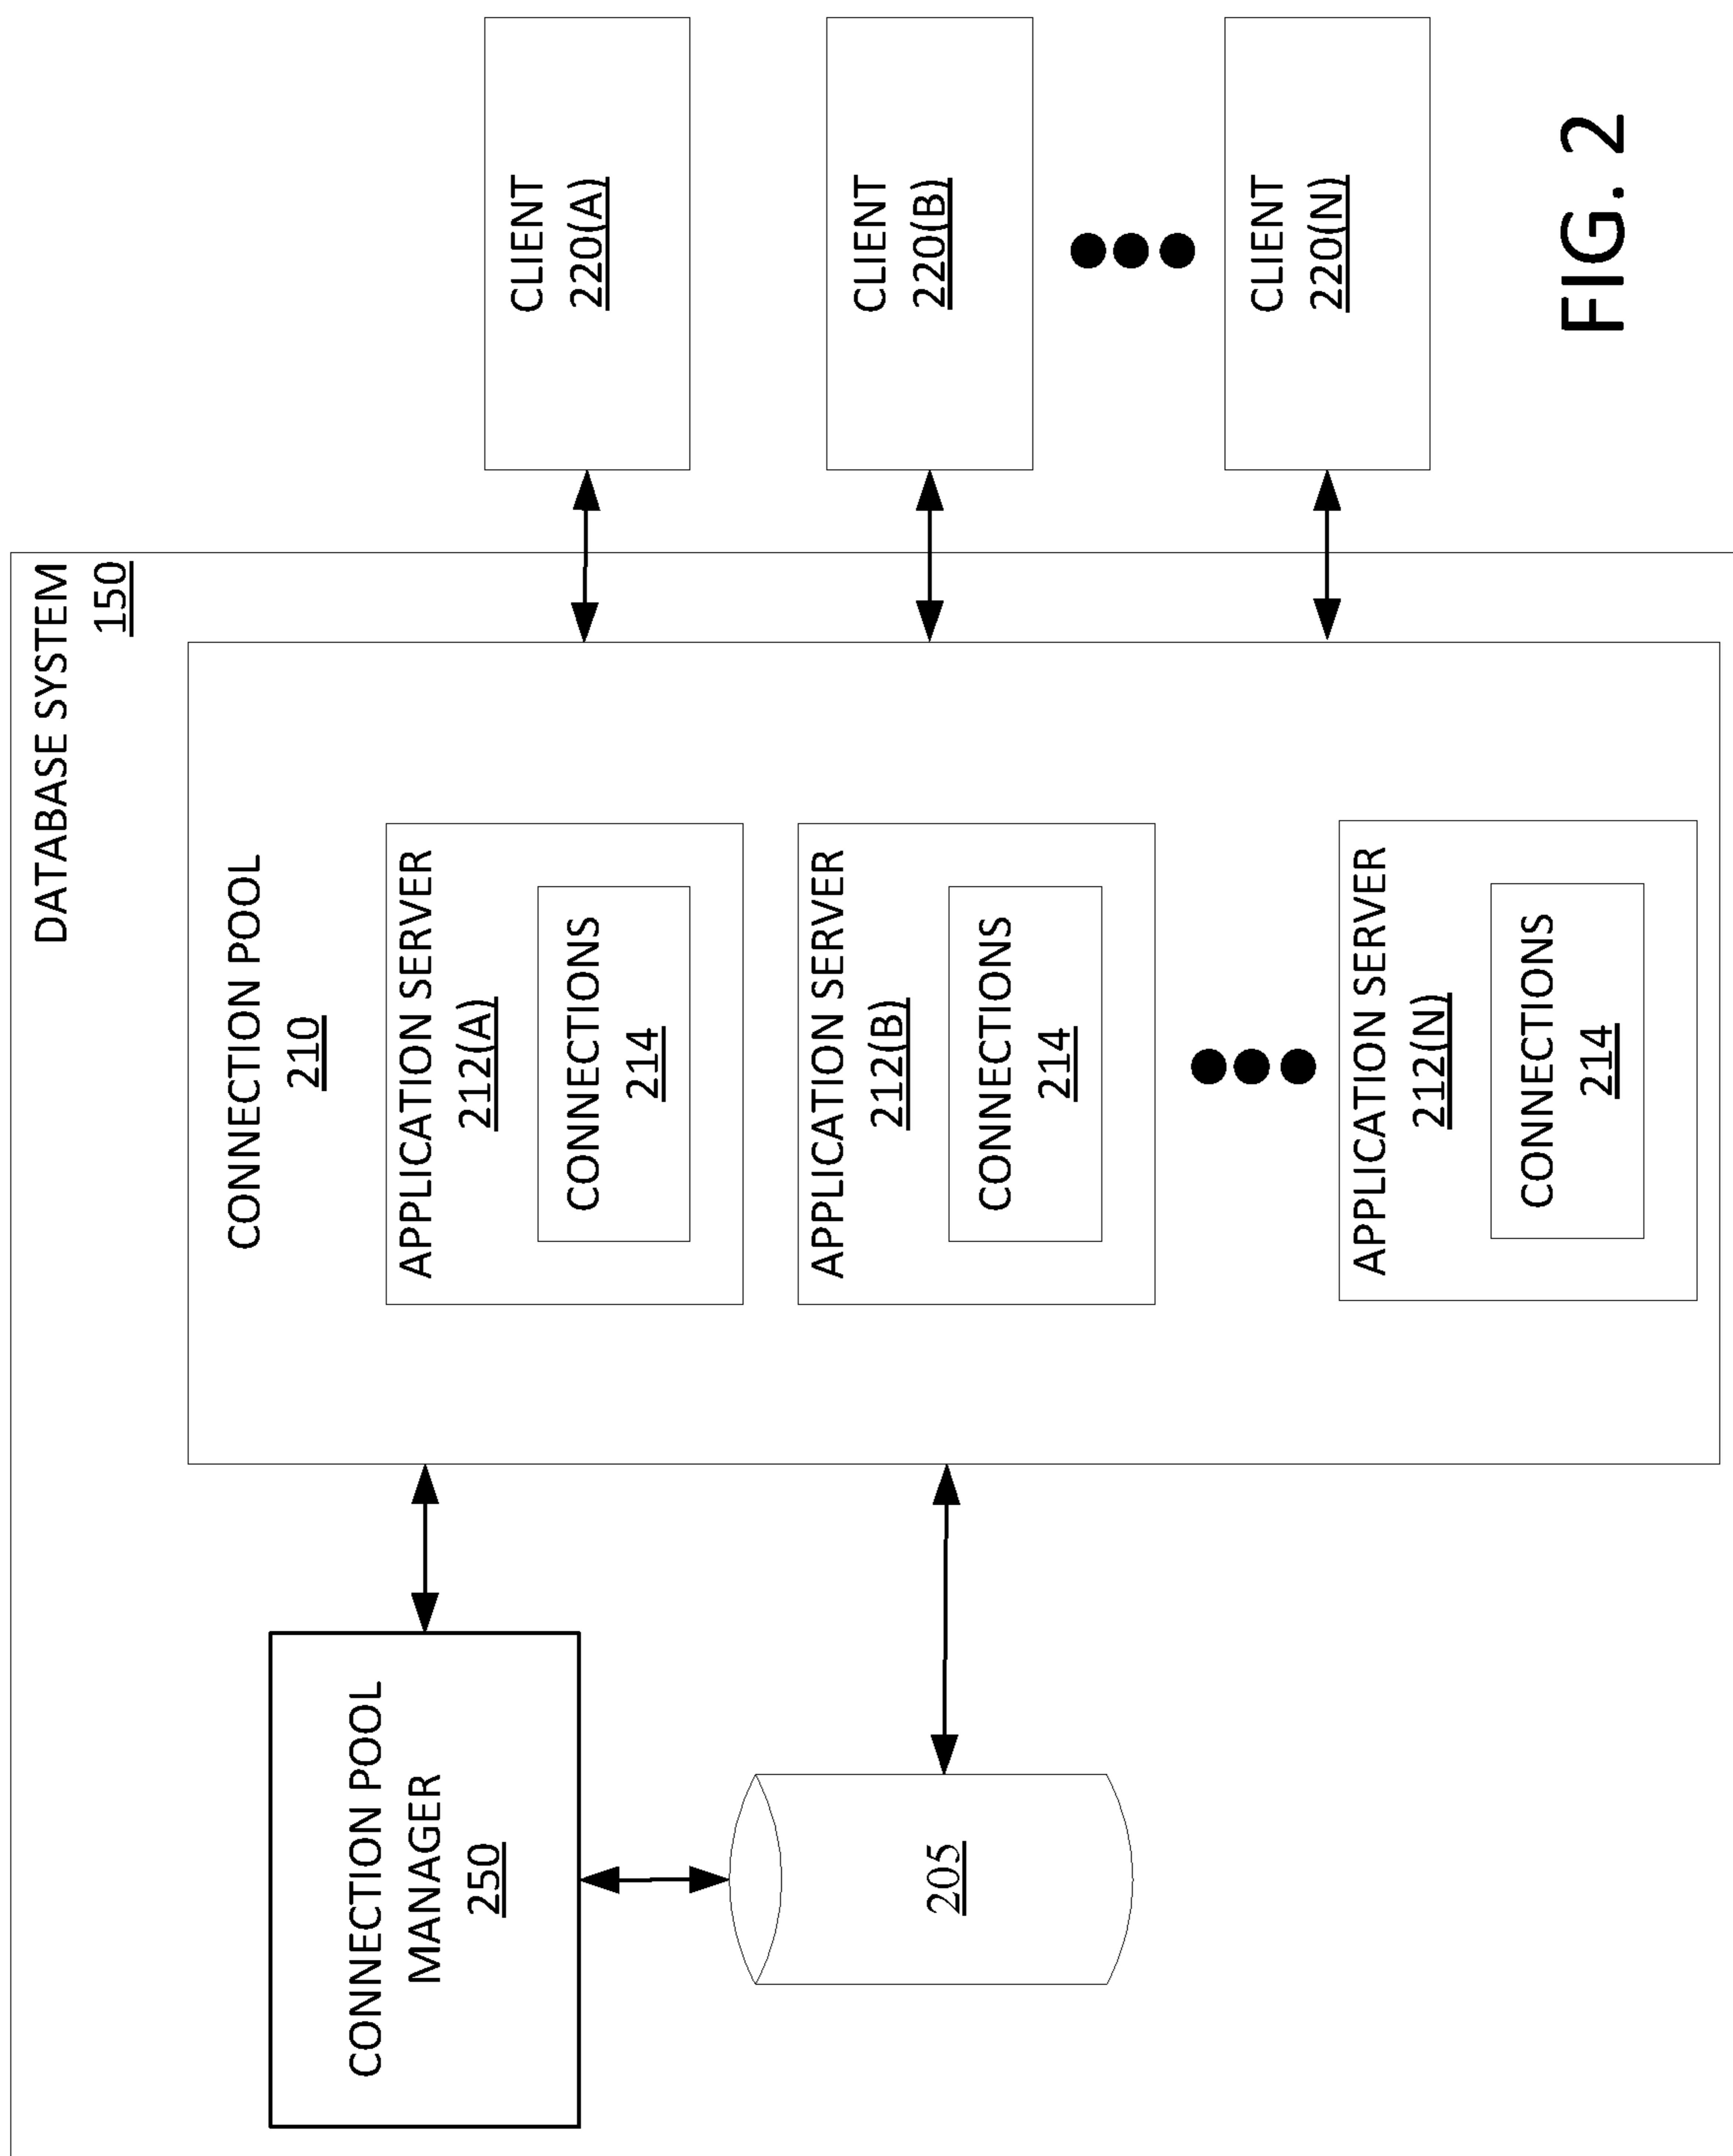 DATABASE SYSTEM
150
CONNECTION POOL
MANAGER
250
205
CONNECTION POOL
210
APPLICATION SERVER
212(A)
CONNECTIONS
214
APPLICATION SERVER
212(B)
CONNECTIONS
214
APPLICATION SERVER
212(N)
CONNECTIONS
214
CLIENT
220(A)
CLIENT
220(B)
CLIENT
220(N)
FIG. 2